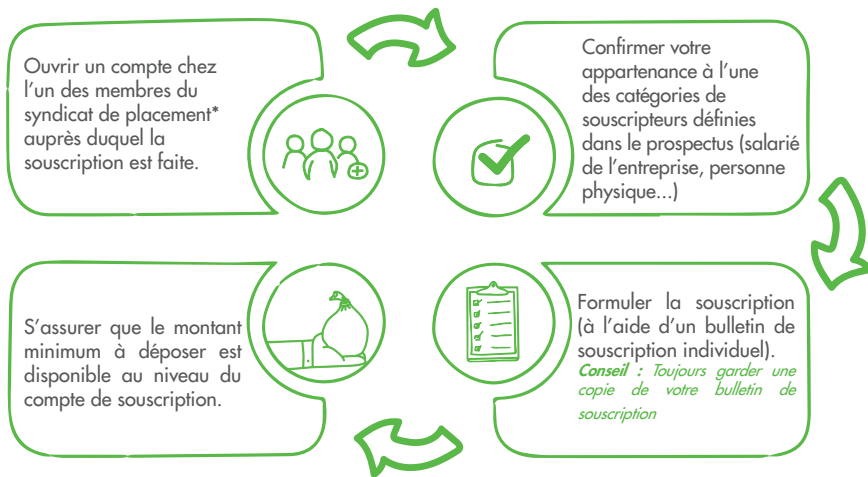 Ouvrir un compte chez
l'un des membres du
syndicat de placement*
auprès duquel la
souscription est faite.
Confirmer votre
appartenance à l'une
des catégories de
souscripteurs définies
dans le prospectus (salarié
de l'entreprise, personne
physique...)
Formuler la souscription
(à l'aide d'un bulletin de
souscription individuel).
Conseil : Toujours garder une
copie de votre bulletin de
souscription
S'assurer que le montant
minimum à déposer est
disponible au niveau du
compte de souscription.